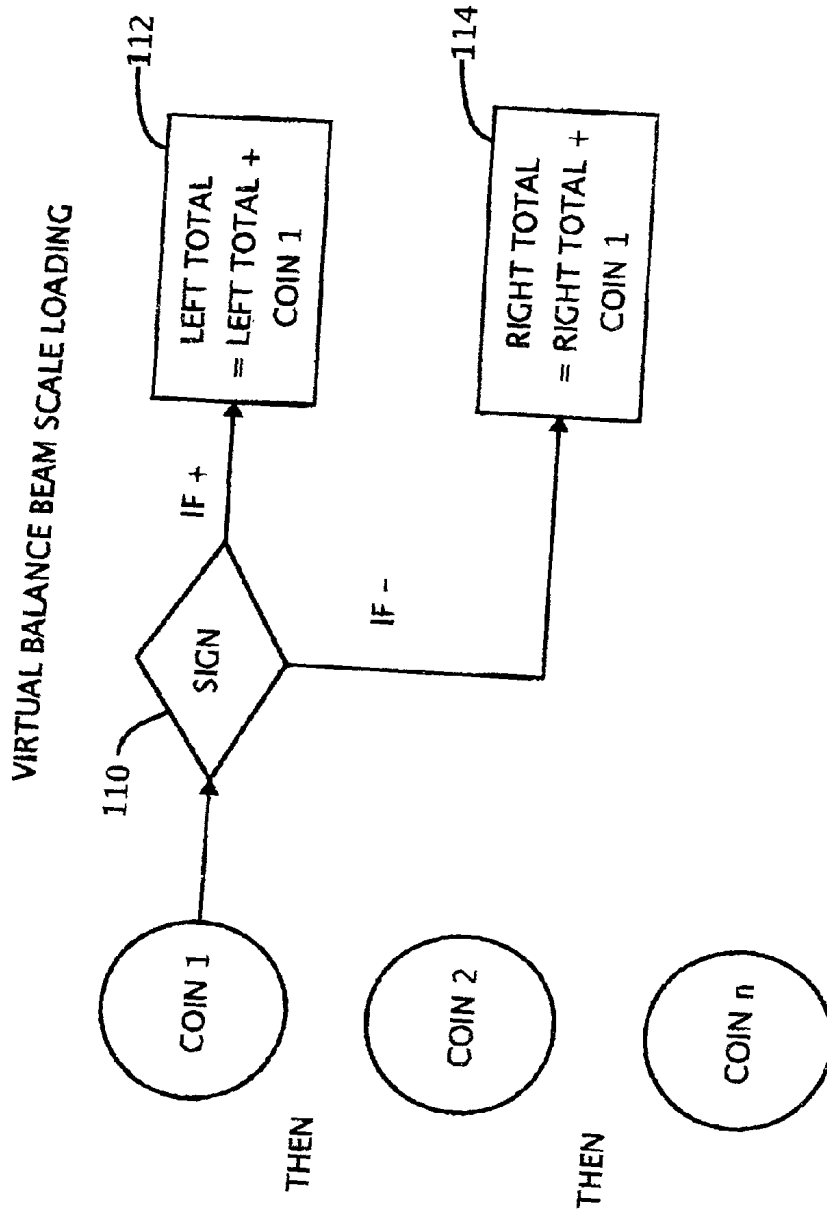 VIRTUAL BALANCE BEAM SCALE LOADING
COIN 1
110
SIGN
IF +
112
LEFT TOTAL
= LEFT TOTAL +
COIN 1
THEN
COIN 2
IF -
114
RIGHT TOTAL
= RIGHT TOTAL +
COIN 1
THEN
COIN n